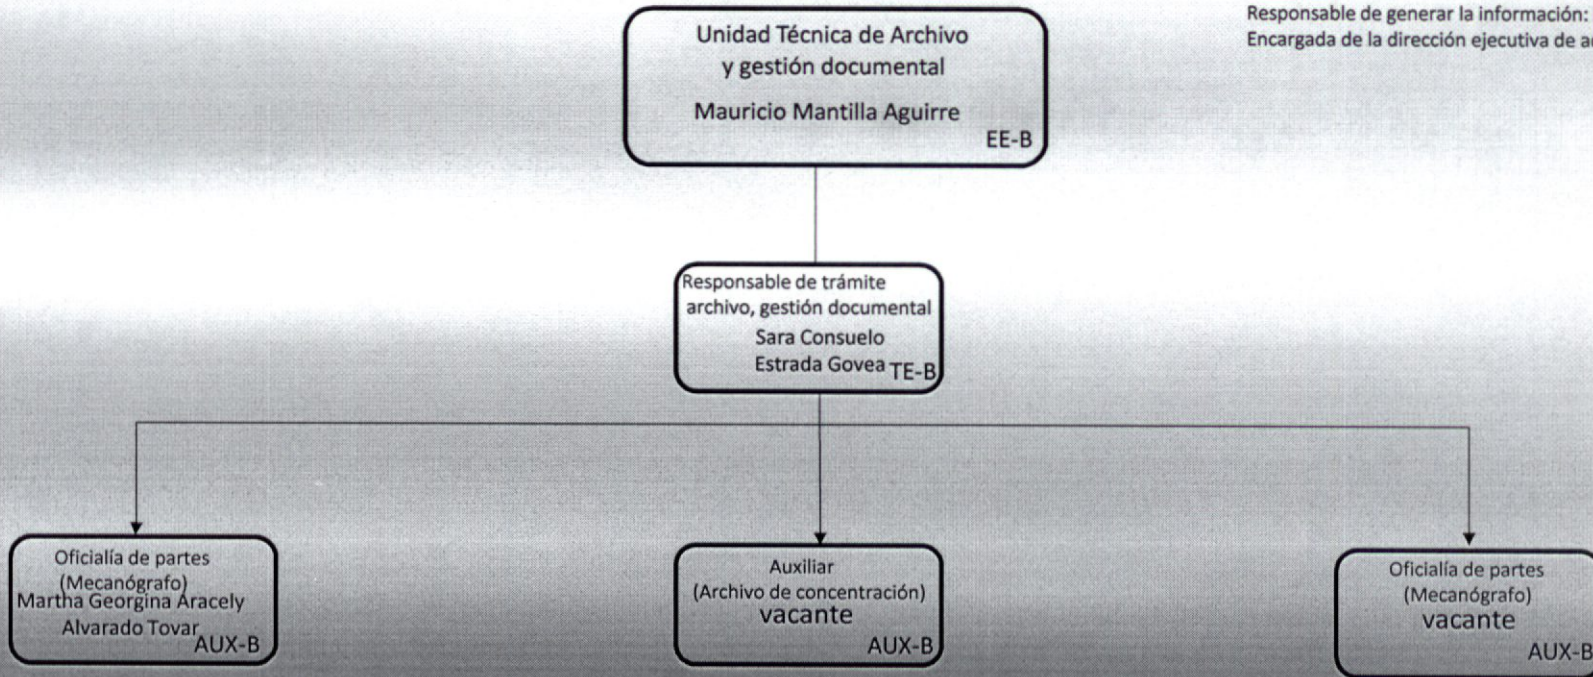 Responsable de generar la información:
Encargada de la dirección ejecutiva de
Unidad Técnica de Archivo
y gestión documental
Mauricio Mantilla Aguirre
EE-B
Responsable de trámite
archivo, gestión documental
Sara Consuelo
Estrada Govea TE-B
Oficialía de partes
(Mecanógrafo)
Martha Georgina Aracely
Alvarado Tovar
AUX-B
Auxiliar
(Archivo de concentración)
vacante
AUX-B
Oficialía de partes
(Mecanógrafo)
vacante
AUX-B